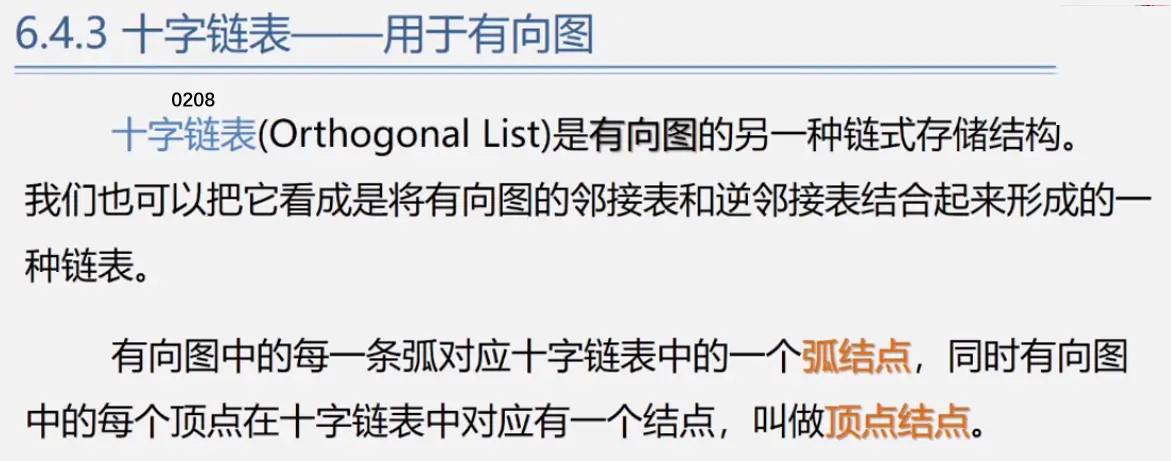 6.4.3 十字链表——用于有向图
0208
十字链表(Orthogonal List)是有向图的另一种链式存储结构。
我们也可以把它看成是将有向图的邻接表和逆邻接表结合起来形成的一
种链表。
有向图中的每一条弧对应十字链表中的一个弧结点，同时有向图
中的每个顶点在十字链表中对应有一个结点，叫做顶点结点。